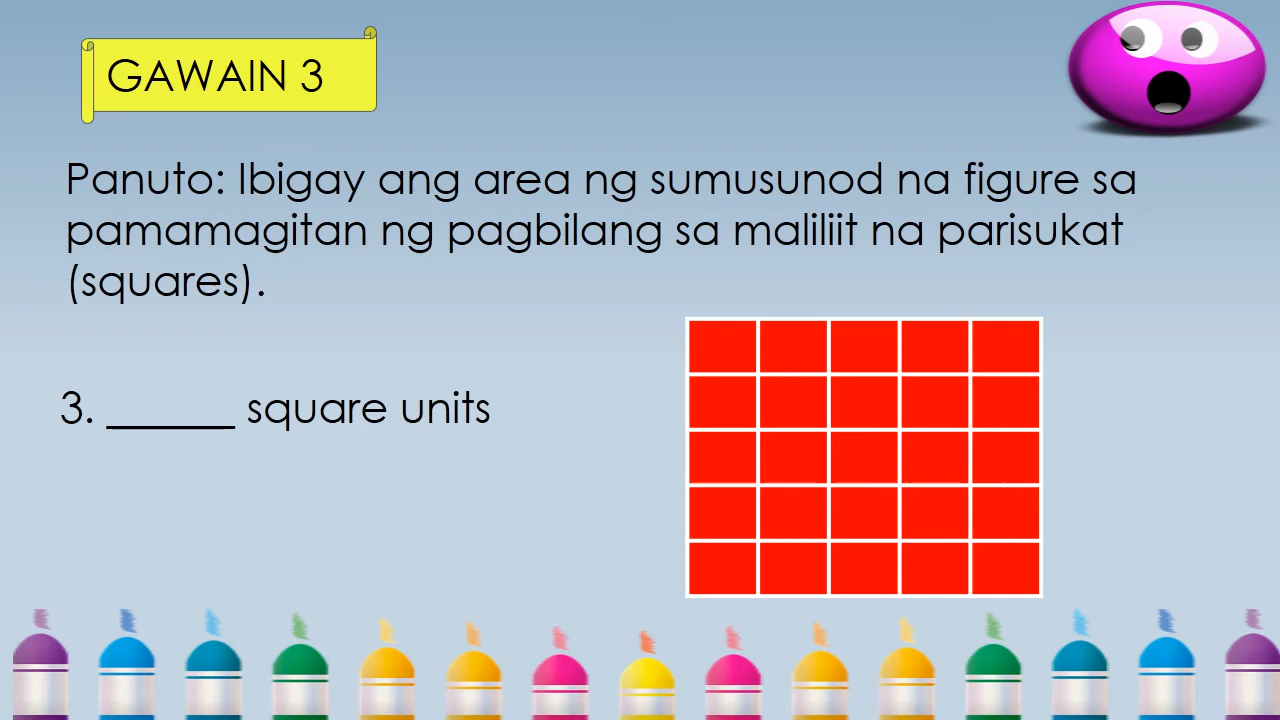 GAWAIN 3
Panuto: Ibigay ang area ng sumusunod na figure sa
pamamagitan ng pagbilang sa maliliit na parisukat
(squares).
3. ______ square units